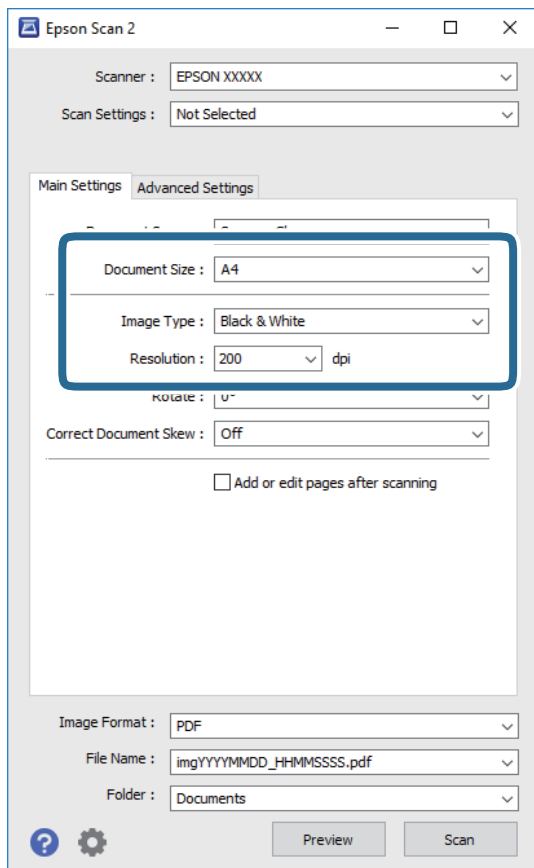 Epson Scan 2
Scanner : EPSON XXXXX
Scan Settings : Not Selected
Main Settings Advanced Settings
Document Size : A4
Image Type : Black & White
Resolution : 200 dpi
Rotate : 0°
Correct Document Skew : Off
Add or edit pages after scanning
Image Format : PDF
File Name : imgYYYYMMDD_HHMMSSSS.pdf
Folder : Documents
? Preview Scan